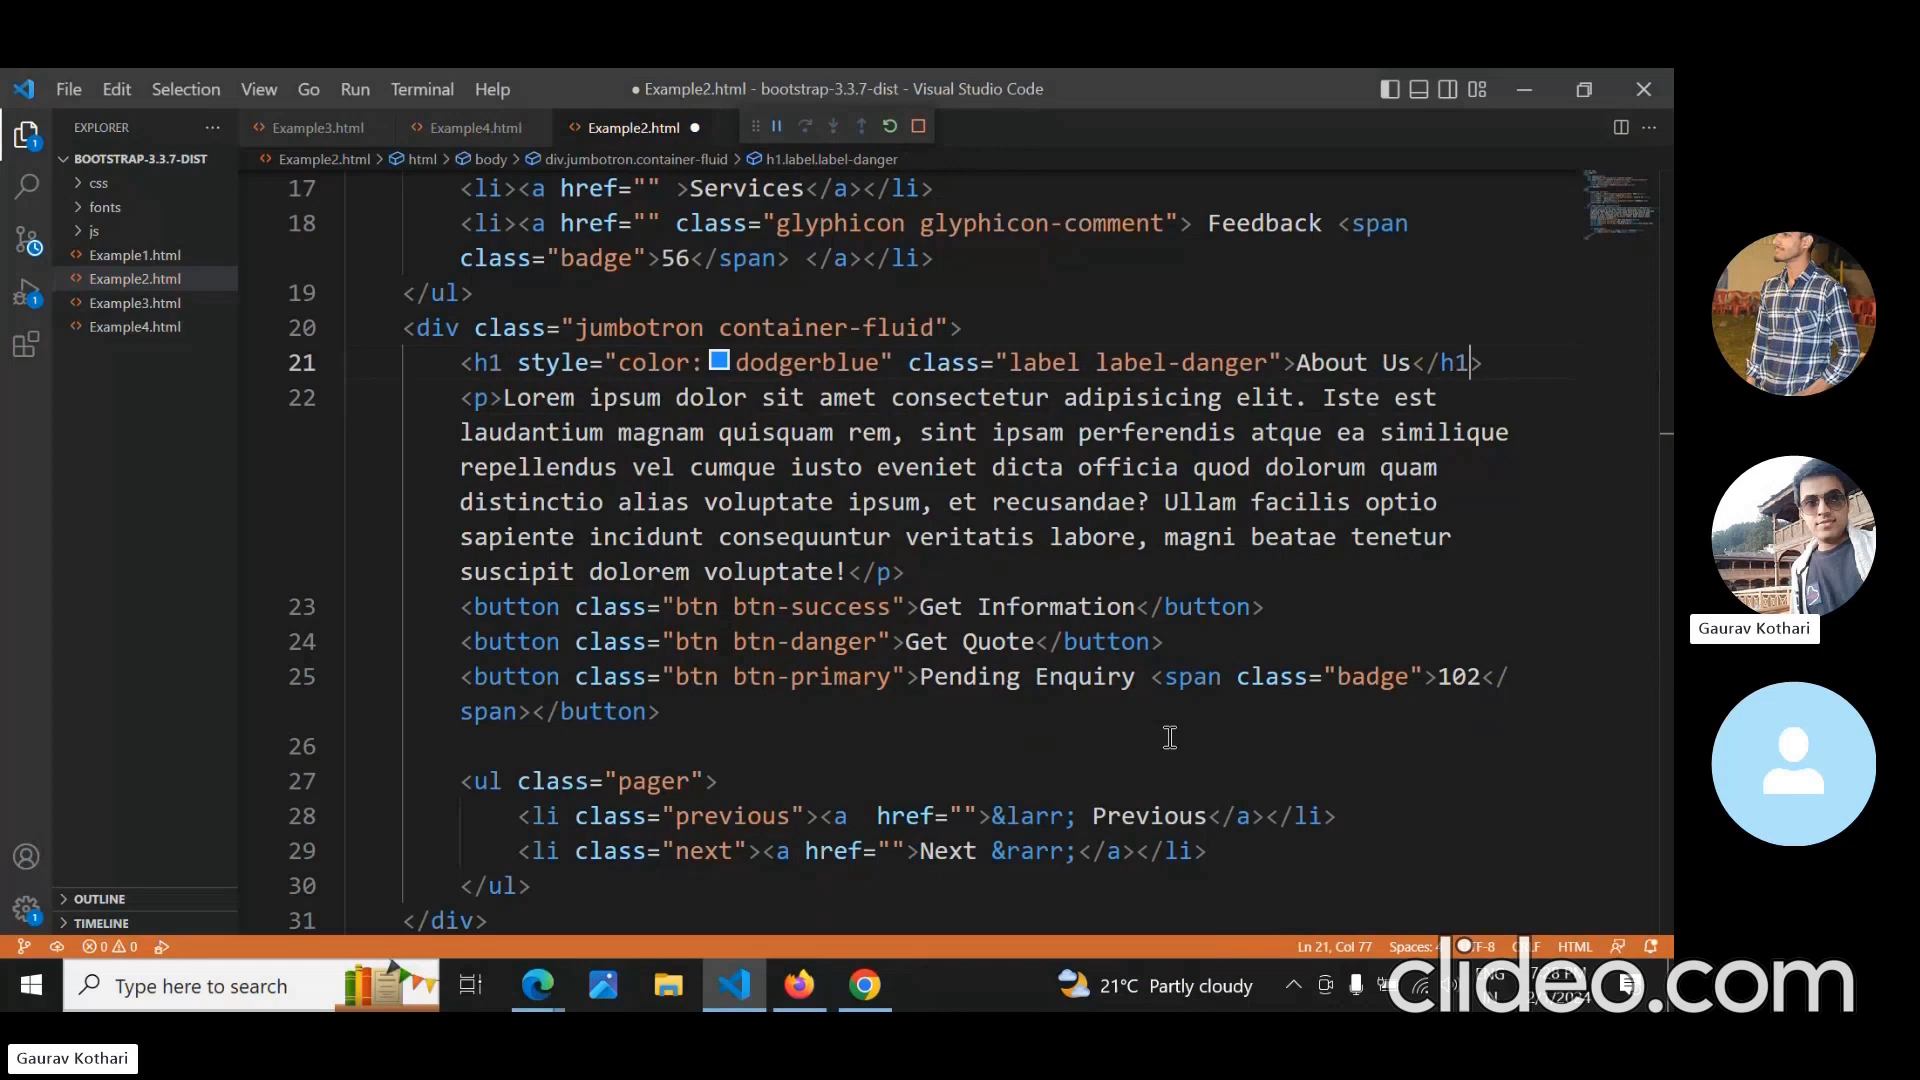 File Edit Selection View Go Run Terminal Help
● Example2.html - bootstrap-3.3.7-dist - Visual Studio Code
EXPLORER
Example3.html
Example4.html
Example2.html ●
BOOTSTRAP-3.3.7-DIST
Example2.html > html > body > div.jumbotron.container-fluid > h1.label.label-danger
css
fonts
js
Example1.html
Example2.html
Example3.html
Example4.html
OUTLINE
TIMELINE
17 <li><a href="" >Services</a></li>
18 <li><a href="" class="glyphicon glyphicon-comment"> Feedback <span
class="badge">56</span> </a></li>
19 </ul>
20 <div class="jumbotron container-fluid">
21 <h1 style="color:dodgerblue" class="label label-danger">About Us</h1>
22 <p>Lorem ipsum dolor sit amet consectetur adipisicing elit. Iste est
laudantium magnam quisquam rem, sint ipsam perferendis atque ea similique
repellendus vel cumque iusto eveniet dicta officia quod dolorum quam
distinctio alias voluptate ipsum, et recusandae? Ullam facilis optio
sapiente incidunt consequuntur veritatis labore, magni beatae tenetur
suscipit dolorem voluptate!</p>
23 <button class="btn btn-success">Get Information</button>
24 <button class="btn btn-danger">Get Quote</button>
25 <button class="btn btn-primary">Pending Enquiry <span class="badge">102</
span></button>
26
27 <ul class="pager">
28 <li class="previous"><a  href="">&larr; Previous</a></li>
29 <li class="next"><a href="">Next &rarr;</a></li>
30 </ul>
31 </div>
1
1
1
0 0
Ln 21, Col 77 Spaces: HTML
Type here to search
21°C Partly cloudy
ENG
clideo.com
Gaurav Kothari
Gaurav Kothari